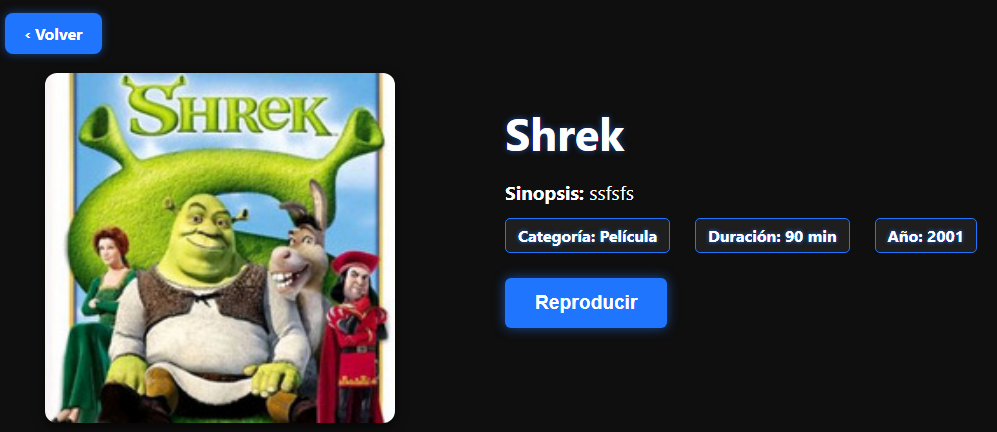 ‹ Volver
SHREK
Shrek
Sinopsis: ssfsfs
Categoría: Película
Duración: 90 min
Año: 2001
Reproducir